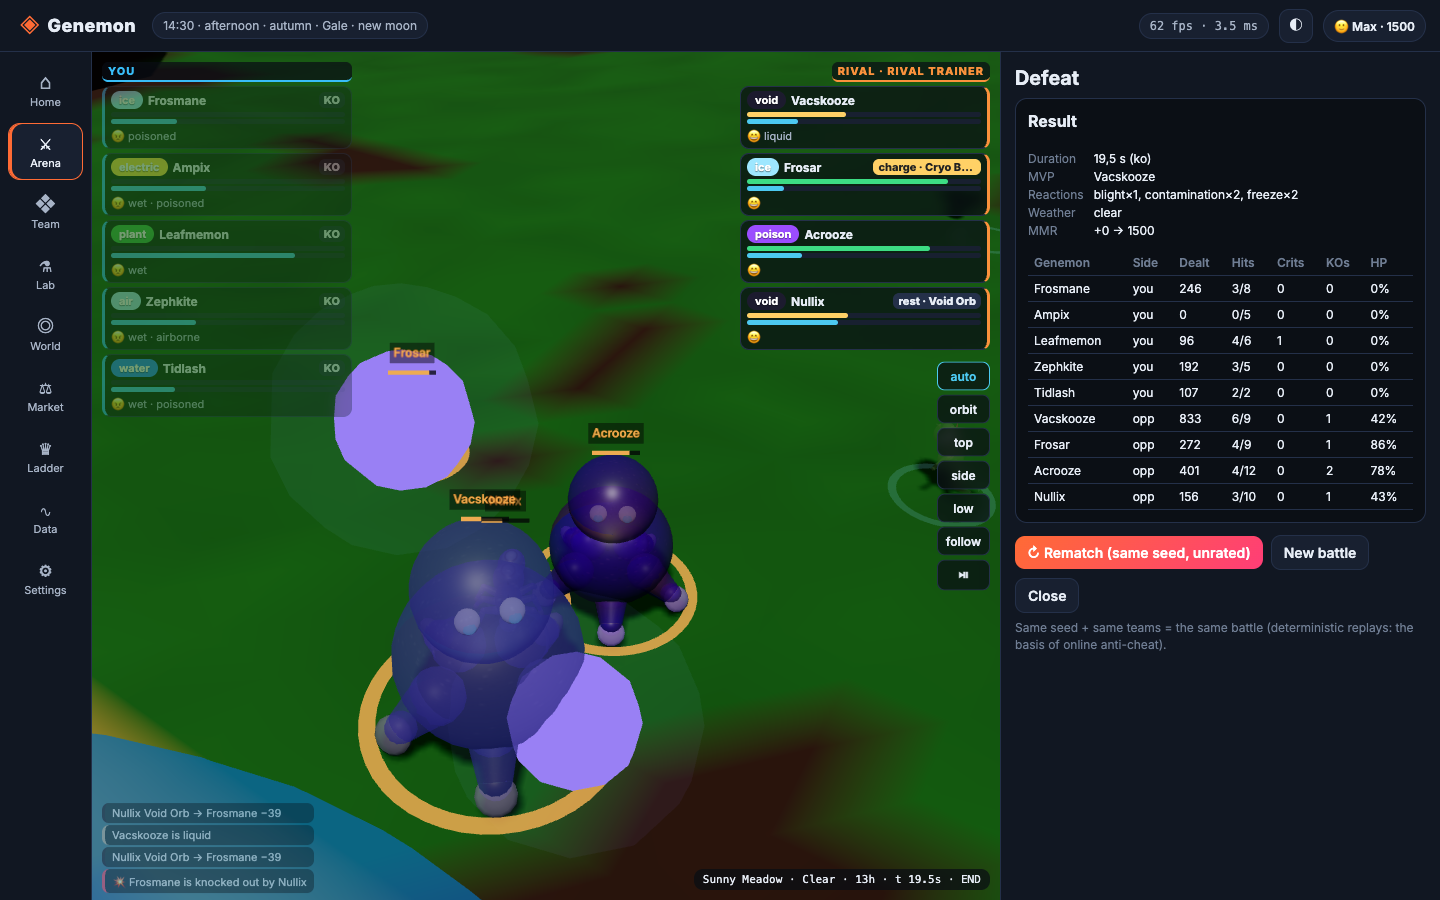 Genemon
14:30 · afternoon · autumn · Gale · new moon
62 fps · 3.5 ms
Max · 1500
Home
Arena
Team
Lab
World
Market
Ladder
Data
Settings
YOU
ice Frosmane KO
poisoned
electric Ampix KO
wet · poisoned
plant Leafmemon KO
wet
air Zephkite KO
wet · airborne
water Tidlash KO
wet · poisoned
RIVAL · RIVAL TRAINER
void Vacskooze
liquid
ice Frosar charge · Cryo B...
poison Acrooze
void Nullix rest · Void Orb
auto
orbit
top
side
low
follow
Frosar
Acrooze
Vacskooze
Nullix Void Orb → Frosmane −39
Vacskooze is liquid
Nullix Void Orb → Frosmane −39
Frosmane is knocked out by Nullix
Sunny Meadow · Clear · 13h · t 19.5s · END
Defeat
Result
Duration 19,5 s (ko)
MVP Vacskooze
Reactions blight×1, contamination×2, freeze×2
Weather clear
MMR +0 → 1500
Genemon Side Dealt Hits Crits KOs HP
Frosmane you 246 3/8 0 0 0%
Ampix you 0 0/5 0 0 0%
Leafmemon you 96 4/6 1 0 0%
Zephkite you 192 3/5 0 0 0%
Tidlash you 107 2/2 0 0 0%
Vacskooze opp 833 6/9 0 1 42%
Frosar opp 272 4/9 0 1 86%
Acrooze opp 401 4/12 0 2 78%
Nullix opp 156 3/10 0 1 43%
Rematch (same seed, unrated)
New battle
Close
Same seed + same teams = the same battle (deterministic replays: the
basis of online anti-cheat).